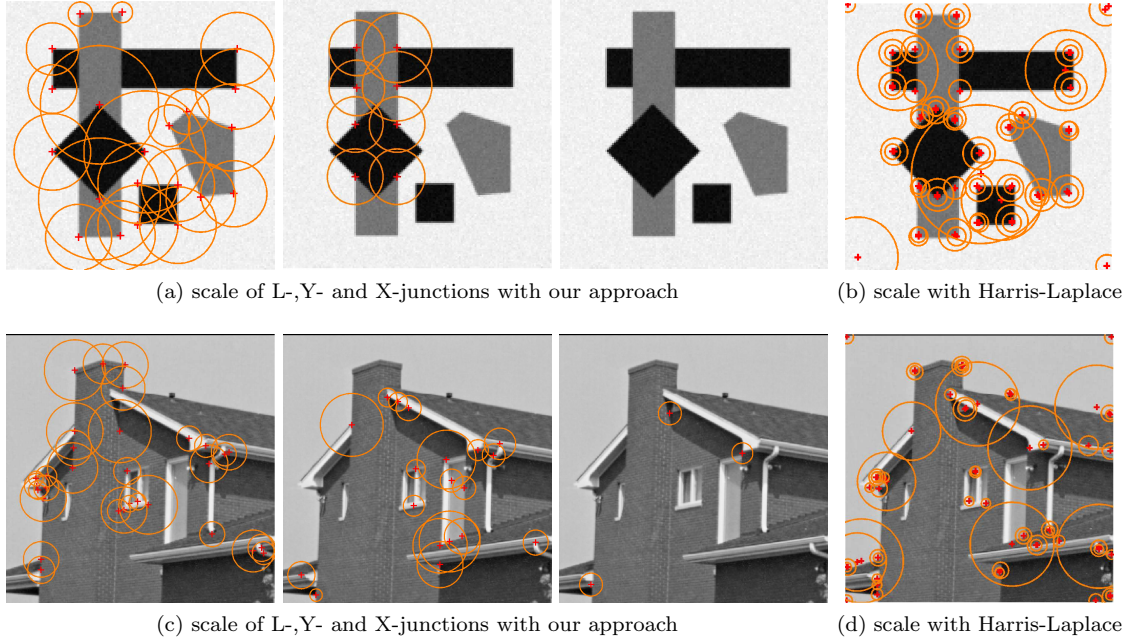 (a) scale of L-,Y- and X-junctions with our approach
(b) scale with Harris-Laplace
(c) scale of L-,Y- and X-junctions with our approach
(d) scale with Harris-Laplace